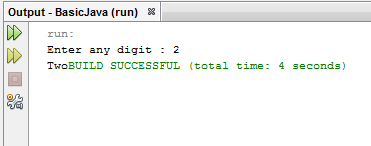 Output - BasicJava (run)
run:
Enter any digit : 2
TwoBUILD SUCCESSFUL (total time: 4 seconds)